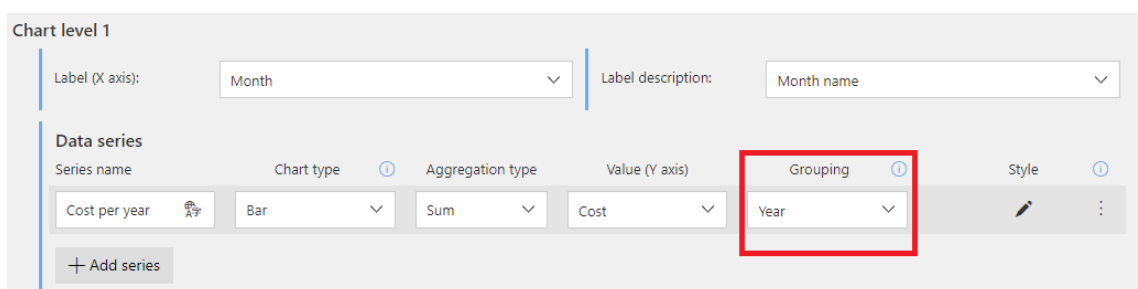 Chart level 1
Label (X axis): Month Label description: Month name
Data series
Series name Chart type Aggregation type Value (Y axis) Grouping Style
Cost per year Bar Sum Cost Year
+ Add series